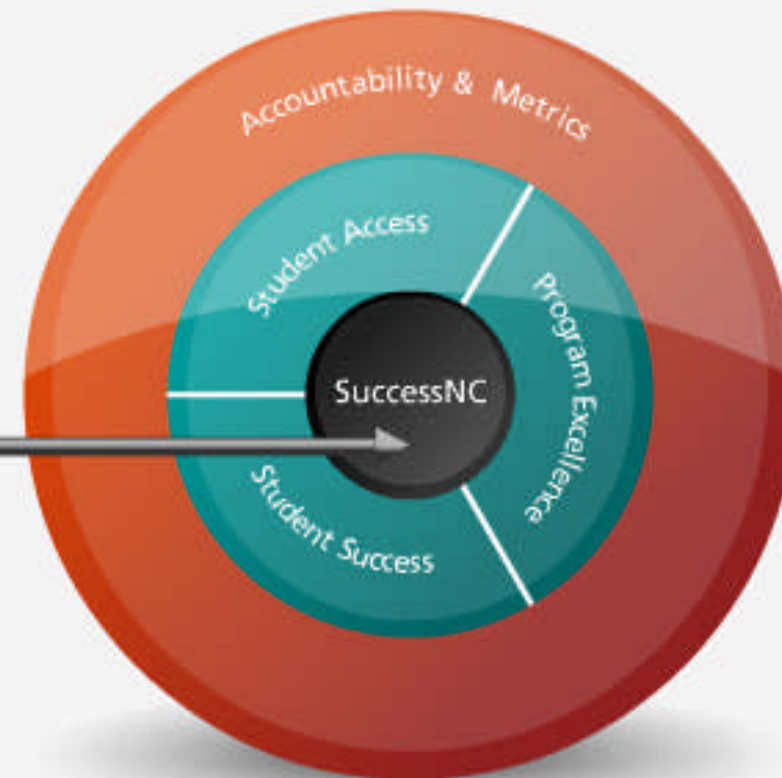 Accountability & Metrics
Student Access
Program Excellence
SuccessNC
Student Success